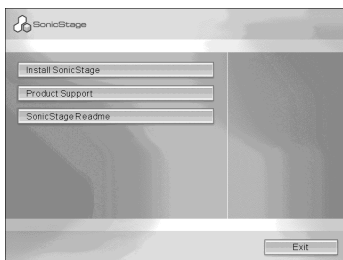 SonicStage
Install SonicStage
Product Support
SonicStage Readme
Exit